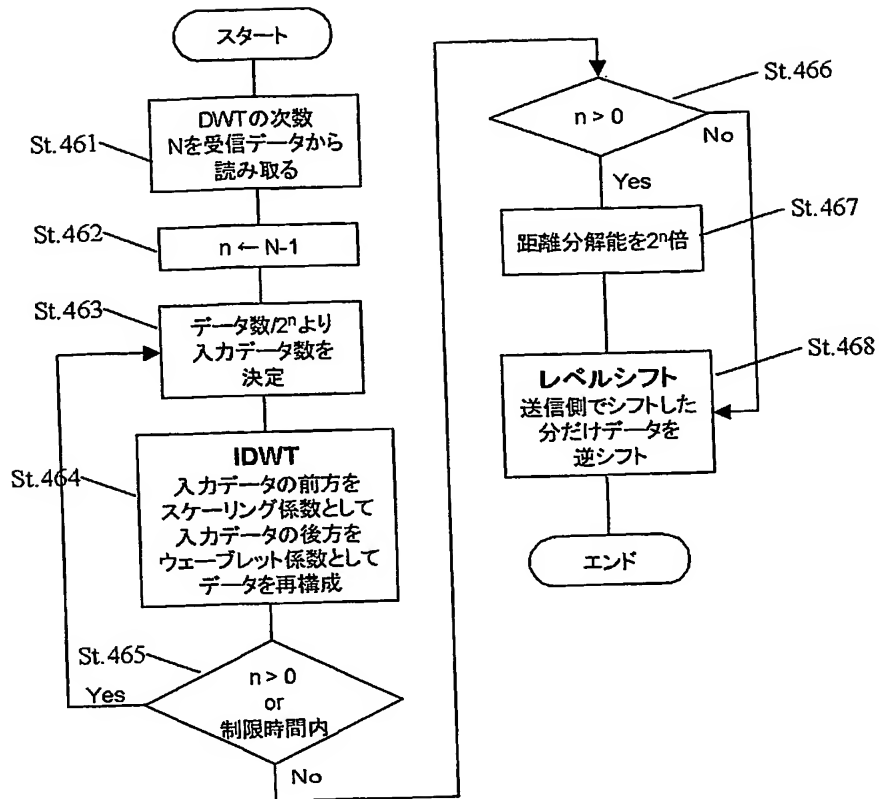 スタート
St.461
DWTの次数
Nを受信データから
読み取る
St.462
n ← N-1
St.463
データ数/2ⁿより
入力データ数を
決定
St.464
IDWT
入力データの前方を
スケーリング係数として
入力データの後方を
ウェーブレット係数として
データを再構成
St.465
n > 0
or
制限時間内
Yes
No
St.466
n > 0
No
Yes
St.467
距離分解能を2ⁿ倍
St.468
レベルシフト
送信側でシフトした
分だけデータを
逆シフト
エンド